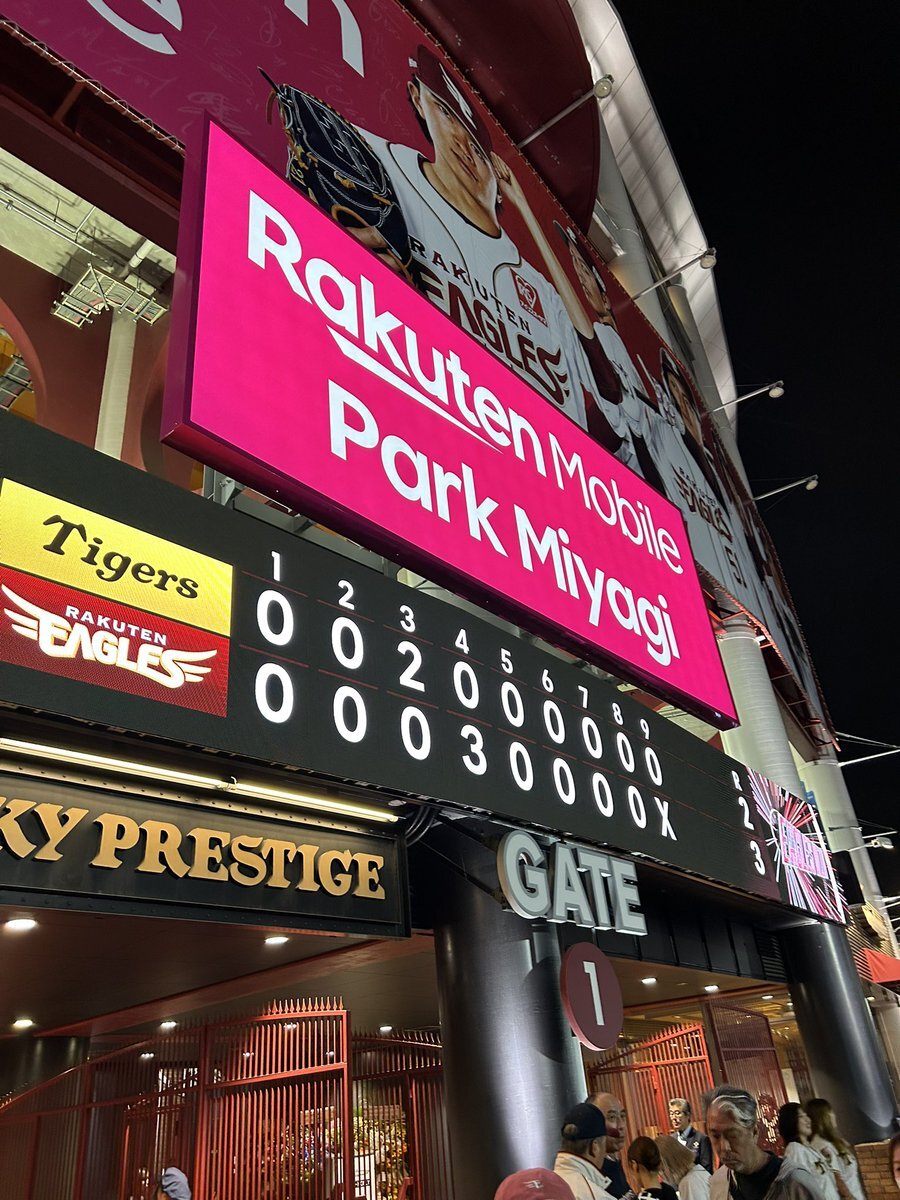 RAKUTEN
EAGLES
Rakuten Mobile
Park Miyagi
Tigers
RAKUTEN
EAGLES
1 2 3 4 5 6 7 8 9 R
0 0 2 0 0 0 0 0 0 2
0 0 0 3 0 0 0 0 X 3
KY PRESTIGE
GATE
1